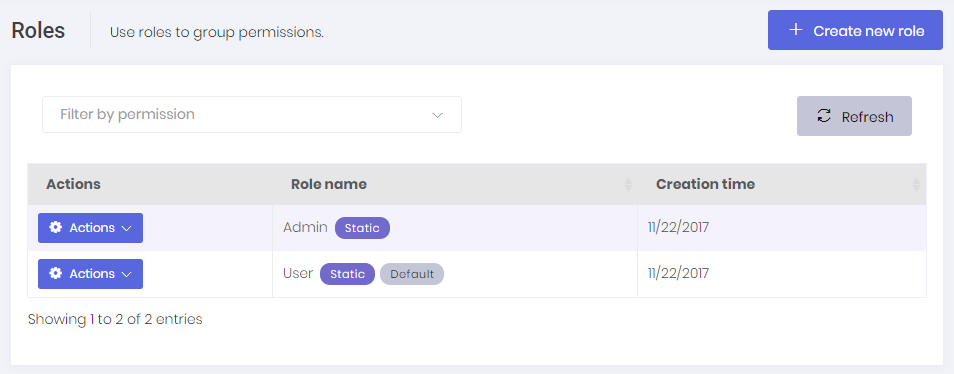 Roles
Use roles to group permissions.
Create new role
Filter by permission
Refresh
Actions Role name Creation time
Actions Admin Static 11/22/2017
Actions User Static Default 11/22/2017
Showing 1 to 2 of 2 entries